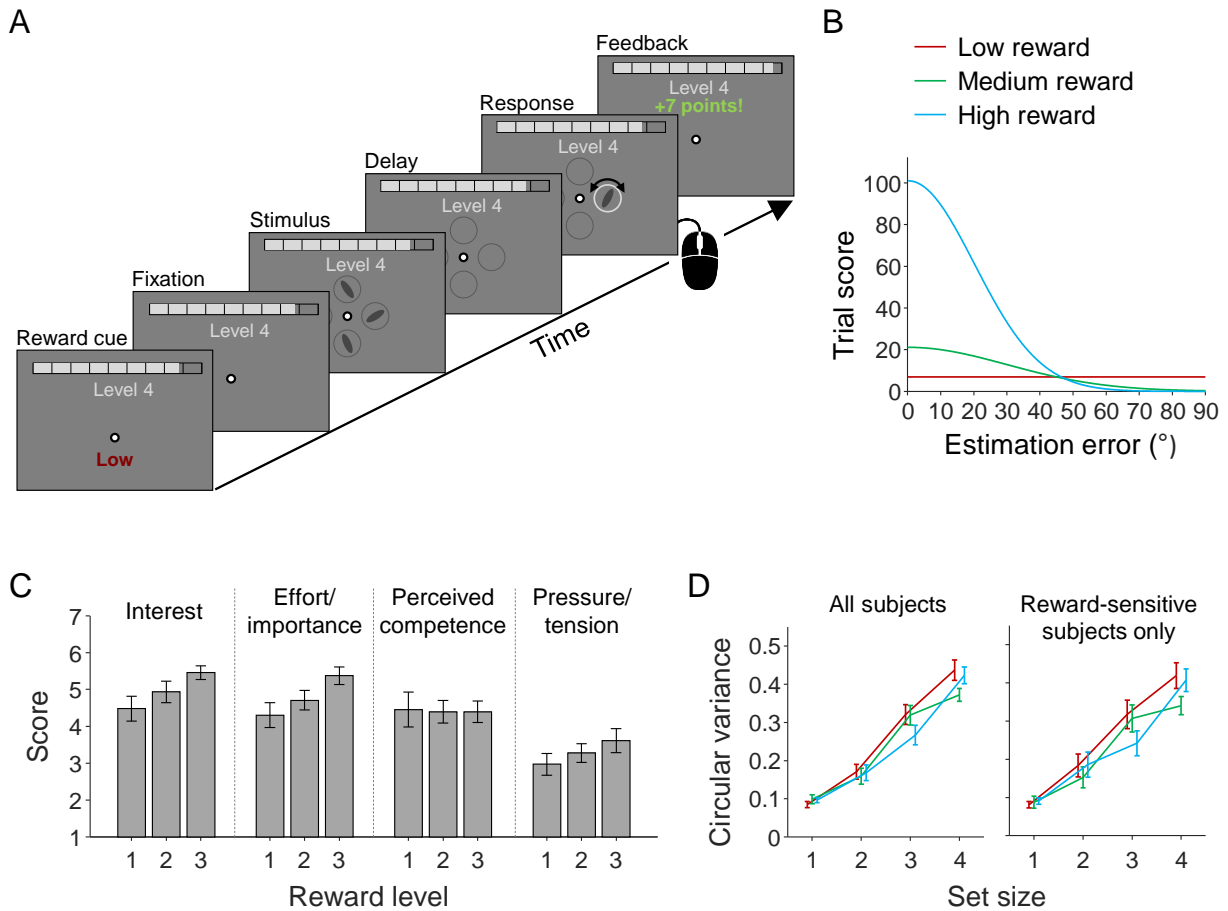 A
Reward cue
Level 4
Low
Fixation
Level 4
Stimulus
Level 4
Delay
Level 4
Response
Level 4
Feedback
Level 4
+7 points!
Time
B
Low reward
Medium reward
High reward
Trial score
100
80
60
40
20
0
0 10 20 30 40 50 60 70 80 90
Estimation error (°)
C
Interest
Effort/
importance
Perceived
competence
Pressure/
tension
Score
7
6
5
4
3
2
1
1 2 3 1 2 3 1 2 3 1 2 3
Reward level
D
All subjects
Reward-sensitive
subjects only
Circular variance
0.5
0.4
0.3
0.2
0.1
0
1 2 3 4 1 2 3 4
Set size